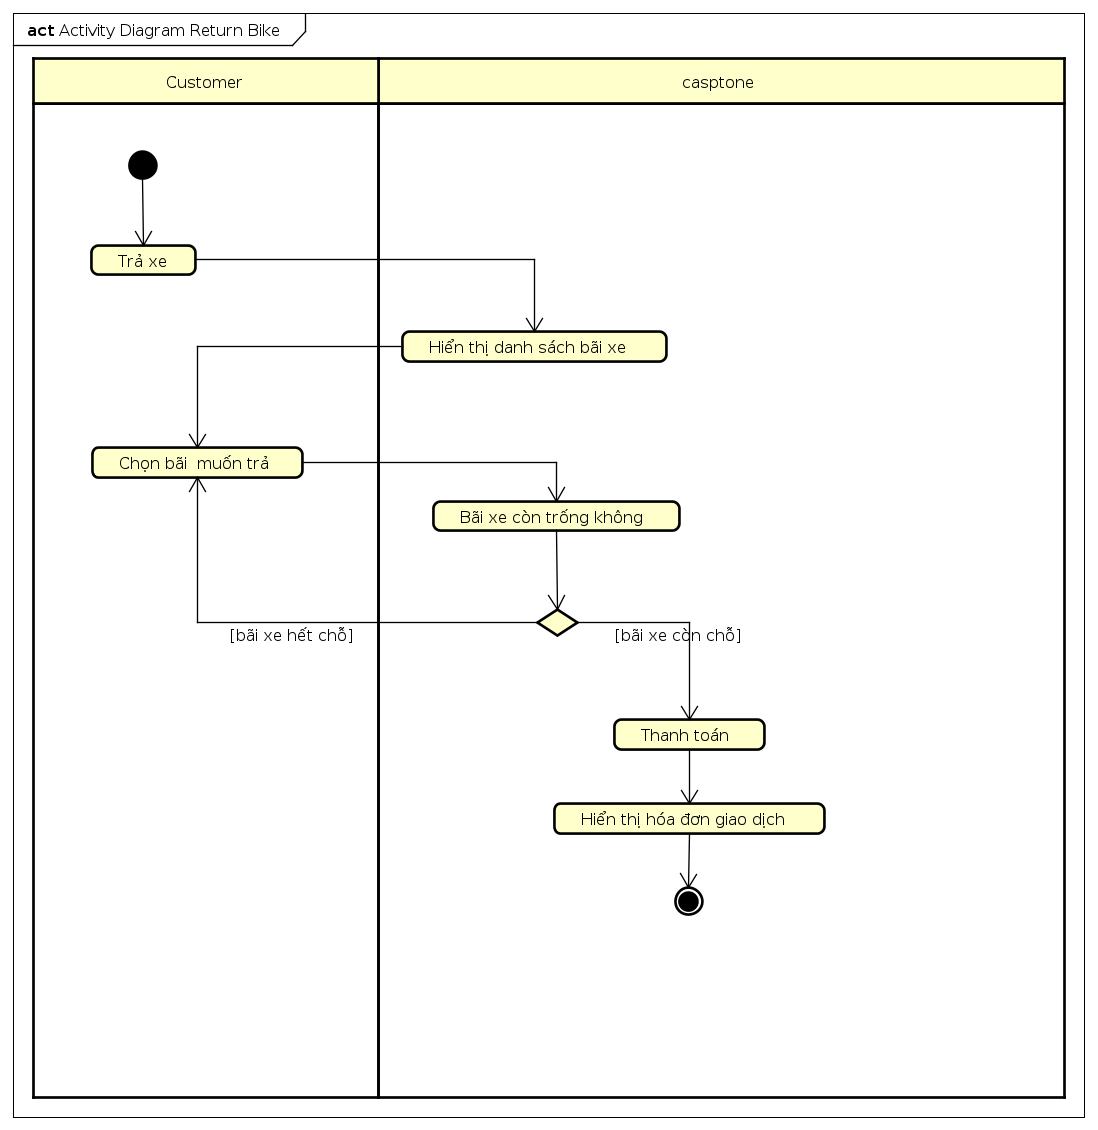 act Activity Diagram Return Bike
Customer
casptone
Trả xe
Hiển thị danh sách bãi xe
Chọn bãi  muốn trả
Bãi xe còn trống không
[bãi xe hết chỗ]
[bãi xe còn chỗ]
Thanh toán
Hiển thị hóa đơn giao dịch